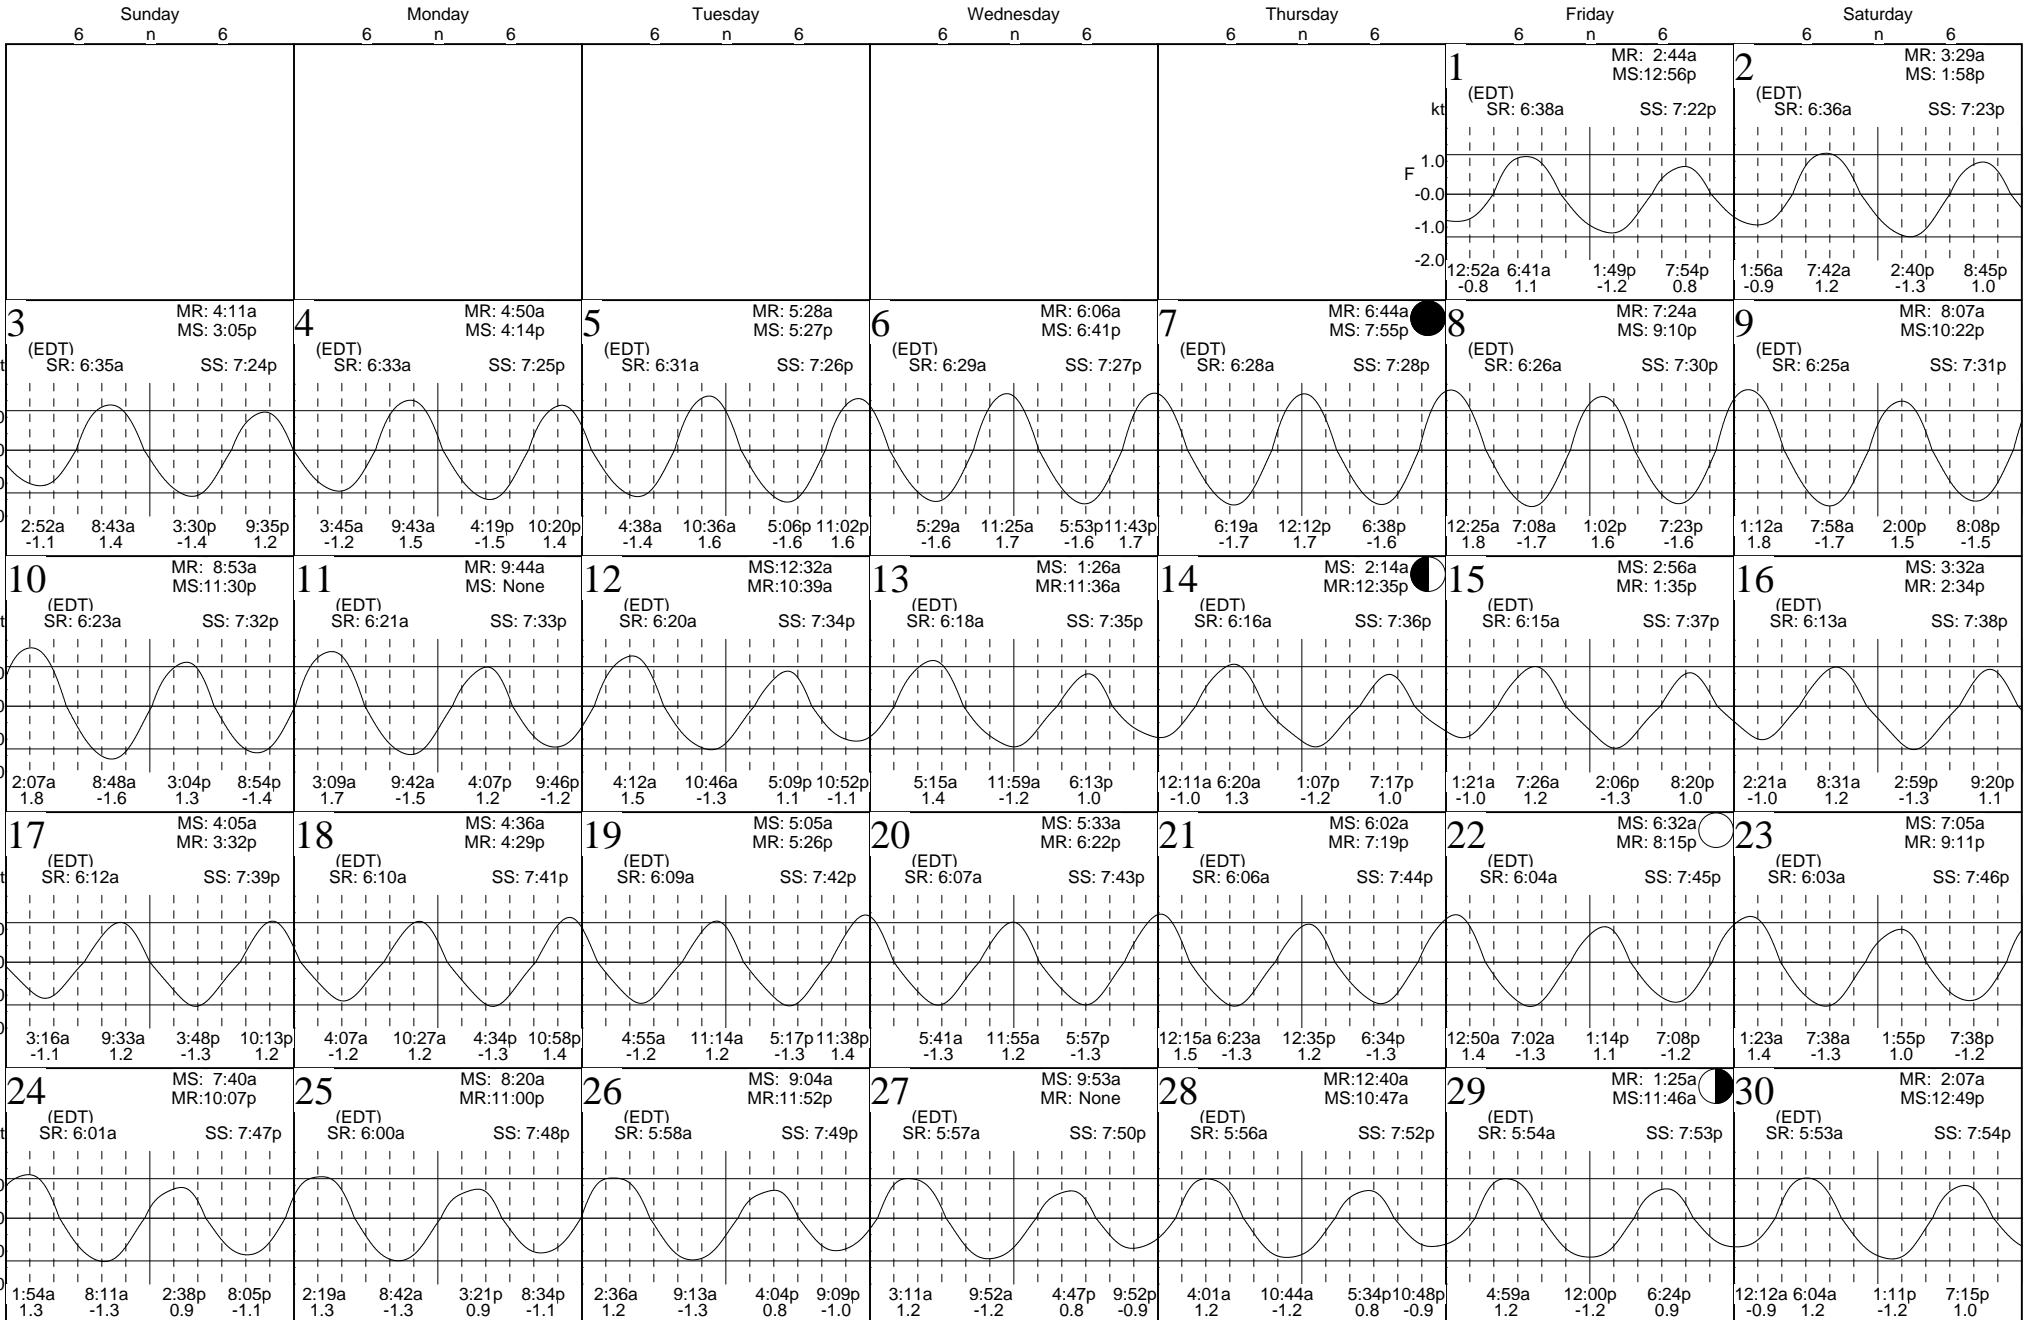 Sunday Monday Tuesday Wednesday Thursday Friday Saturday
6 n 6 6 n 6 6 n 6 6 n 6 6 n 6 6 n 6 6 n 6
1
MR: 2:44a
MS:12:56p
(EDT)
SR: 6:38a SS: 7:22p
kt
1.0
F
-0.0
-1.0
-2.0
12:52a 6:41a 1:49p 7:54p
-0.8 1.1 -1.2 0.8
2
MR: 3:29a
MS: 1:58p
(EDT)
SR: 6:36a SS: 7:23p
1:56a 7:42a 2:40p 8:45p
-0.9 1.2 -1.3 1.0
3
MR: 4:11a
MS: 3:05p
(EDT)
SR: 6:35a SS: 7:24p
2:52a 8:43a 3:30p 9:35p
-1.1 1.4 -1.4 1.2
4
MR: 4:50a
MS: 4:14p
(EDT)
SR: 6:33a SS: 7:25p
3:45a 9:43a 4:19p 10:20p
-1.2 1.5 -1.5 1.4
5
MR: 5:28a
MS: 5:27p
(EDT)
SR: 6:31a SS: 7:26p
4:38a 10:36a 5:06p 11:02p
-1.4 1.6 -1.6 1.6
6
MR: 6:06a
MS: 6:41p
(EDT)
SR: 6:29a SS: 7:27p
5:29a 11:25a 5:53p 11:43p
-1.6 1.7 -1.6 1.7
7
MR: 6:44a
MS: 7:55p
(EDT)
SR: 6:28a SS: 7:28p
6:19a 12:12p 6:38p
-1.7 1.7 -1.6
8
MR: 7:24a
MS: 9:10p
(EDT)
SR: 6:26a SS: 7:30p
12:25a 7:08a 1:02p 7:23p
1.8 -1.7 1.6 -1.6
9
MR: 8:07a
MS:10:22p
(EDT)
SR: 6:25a SS: 7:31p
1:12a 7:58a 2:00p 8:08p
1.8 -1.7 1.5 -1.5
10
MR: 8:53a
MS:11:30p
(EDT)
SR: 6:23a SS: 7:32p
2:07a 8:48a 3:04p 8:54p
1.8 -1.6 1.3 -1.4
11
MR: 9:44a
MS: None
(EDT)
SR: 6:21a SS: 7:33p
3:09a 9:42a 4:07p 9:46p
1.7 -1.5 1.2 -1.2
12
MS:12:32a
MR:10:39a
(EDT)
SR: 6:20a SS: 7:34p
4:12a 10:46a 5:09p 10:52p
1.5 -1.3 1.1 -1.1
13
MS: 1:26a
MR:11:36a
(EDT)
SR: 6:18a SS: 7:35p
5:15a 11:59a 6:13p
1.4 -1.2 1.0
14
MS: 2:14a
MR:12:35p
(EDT)
SR: 6:16a SS: 7:36p
12:11a 6:20a 1:07p 7:17p
-1.0 1.3 -1.2 1.0
15
MS: 2:56a
MR: 1:35p
(EDT)
SR: 6:15a SS: 7:37p
1:21a 7:26a 2:06p 8:20p
-1.0 1.2 -1.3 1.0
16
MS: 3:32a
MR: 2:34p
(EDT)
SR: 6:13a SS: 7:38p
2:21a 8:31a 2:59p 9:20p
-1.0 1.2 -1.3 1.1
17
MS: 4:05a
MR: 3:32p
(EDT)
SR: 6:12a SS: 7:39p
3:16a 9:33a 3:48p 10:13p
-1.1 1.2 -1.3 1.2
18
MS: 4:36a
MR: 4:29p
(EDT)
SR: 6:10a SS: 7:41p
4:07a 10:27a 4:34p 10:58p
-1.2 1.2 -1.3 1.4
19
MS: 5:05a
MR: 5:26p
(EDT)
SR: 6:09a SS: 7:42p
4:55a 11:14a 5:17p 11:38p
-1.2 1.2 -1.3 1.4
20
MS: 5:33a
MR: 6:22p
(EDT)
SR: 6:07a SS: 7:43p
5:41a 11:55a 5:57p
-1.3 1.2 -1.3
21
MS: 6:02a
MR: 7:19p
(EDT)
SR: 6:06a SS: 7:44p
12:15a 6:23a 12:35p 6:34p
1.5 -1.3 1.2 -1.3
22
MS: 6:32a
MR: 8:15p
(EDT)
SR: 6:04a SS: 7:45p
12:50a 7:02a 1:14p 7:08p
1.4 -1.3 1.1 -1.2
23
MS: 7:05a
MR: 9:11p
(EDT)
SR: 6:03a SS: 7:46p
1:23a 7:38a 1:55p 7:38p
1.4 -1.3 1.0 -1.2
24
MS: 7:40a
MR:10:07p
(EDT)
SR: 6:01a SS: 7:47p
1:54a 8:11a 2:38p 8:05p
1.3 -1.3 0.9 -1.1
25
MS: 8:20a
MR:11:00p
(EDT)
SR: 6:00a SS: 7:48p
2:19a 8:42a 3:21p 8:34p
1.3 -1.3 0.9 -1.1
26
MS: 9:04a
MR:11:52p
(EDT)
SR: 5:58a SS: 7:49p
2:36a 9:13a 4:04p 9:09p
1.2 -1.3 0.8 -1.0
27
MS: 9:53a
MR: None
(EDT)
SR: 5:57a SS: 7:50p
3:11a 9:52a 4:47p 9:52p
1.2 -1.2 0.8 -0.9
28
MR:12:40a
MS:10:47a
(EDT)
SR: 5:56a SS: 7:52p
4:01a 10:44a 5:34p 10:48p
1.2 -1.2 0.8 -0.9
29
MR: 1:25a
MS:11:46a
(EDT)
SR: 5:54a SS: 7:53p
4:59a 12:00p 6:24p
1.2 -1.2 0.9
30
MR: 2:07a
MS:12:49p
(EDT)
SR: 5:53a SS: 7:54p
12:12a 6:04a 1:11p 7:15p
-0.9 1.2 -1.2 1.0